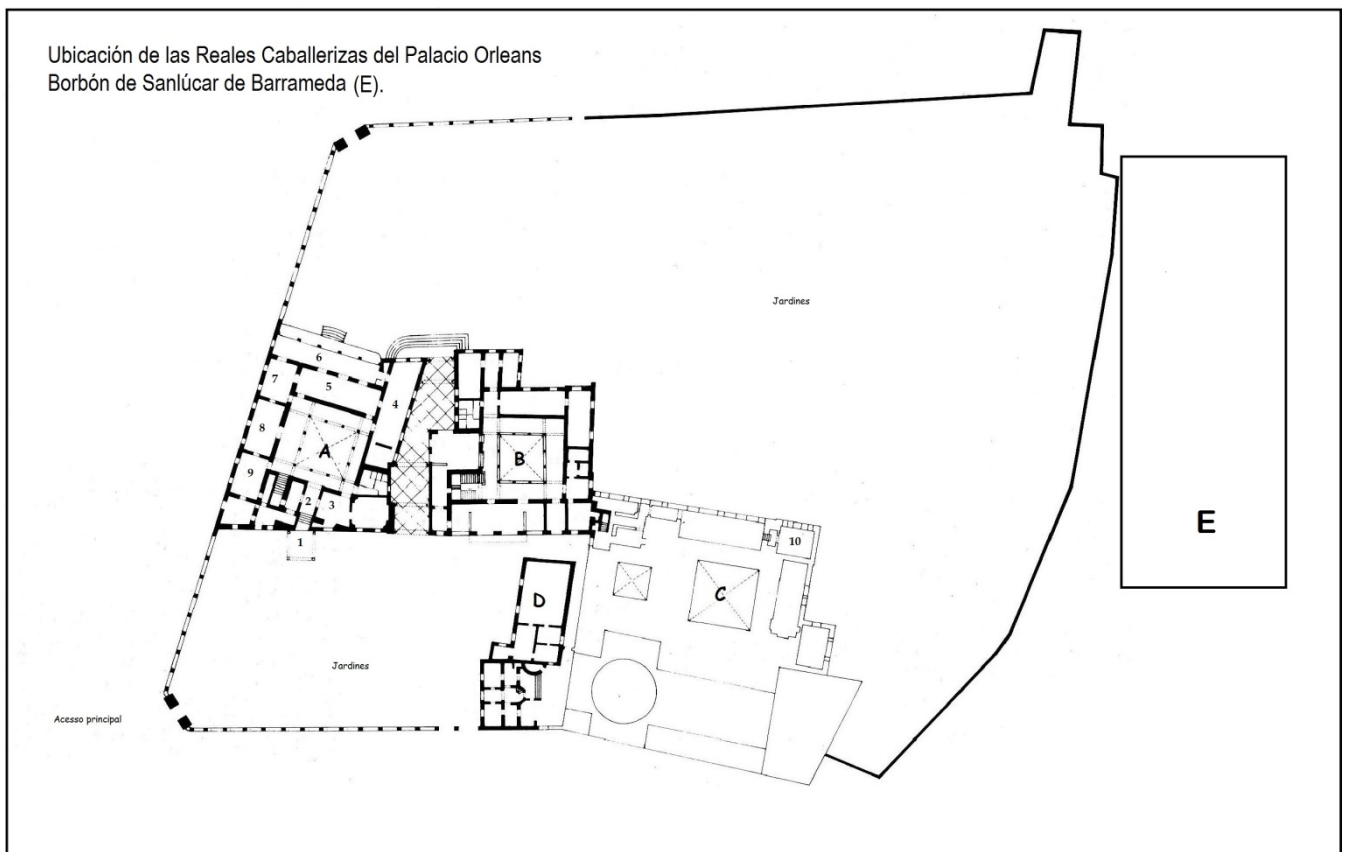 Ubicación de las Reales Caballerizas del Palacio Orleans
Borbón de Sanlúcar de Barrameda (E).
Jardines
6
7
5
4
8
A
B
9
2
3
1
10
E
D
C
Jardines
Acesso principal